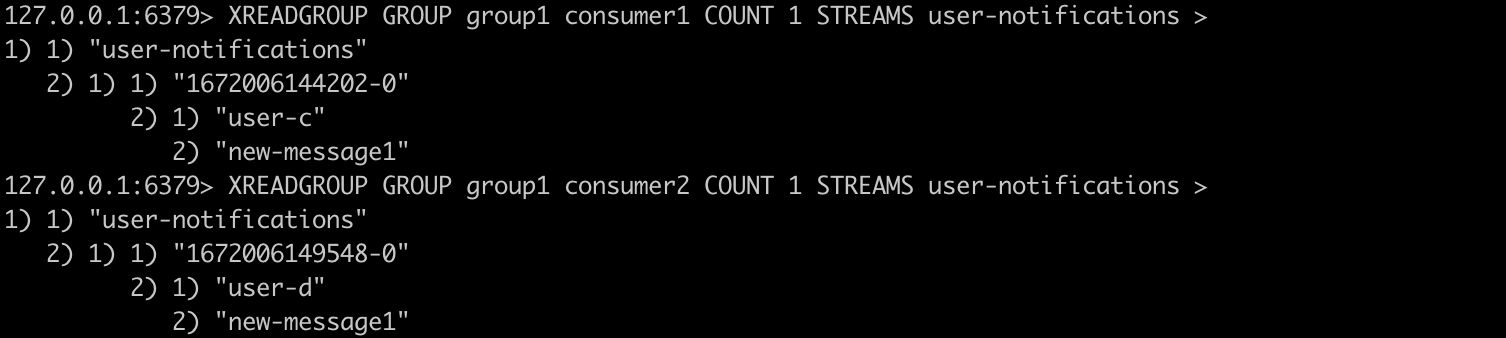 127.0.0.1:6379> XREADGROUP GROUP group1 consumer1 COUNT 1 STREAMS user-notifications >
1) 1) "user-notifications"
   2) 1) 1) "1672006144202-0"
         2) 1) "user-c"
            2) "new-message1"
127.0.0.1:6379> XREADGROUP GROUP group1 consumer2 COUNT 1 STREAMS user-notifications >
1) 1) "user-notifications"
   2) 1) 1) "1672006149548-0"
         2) 1) "user-d"
            2) "new-message1"